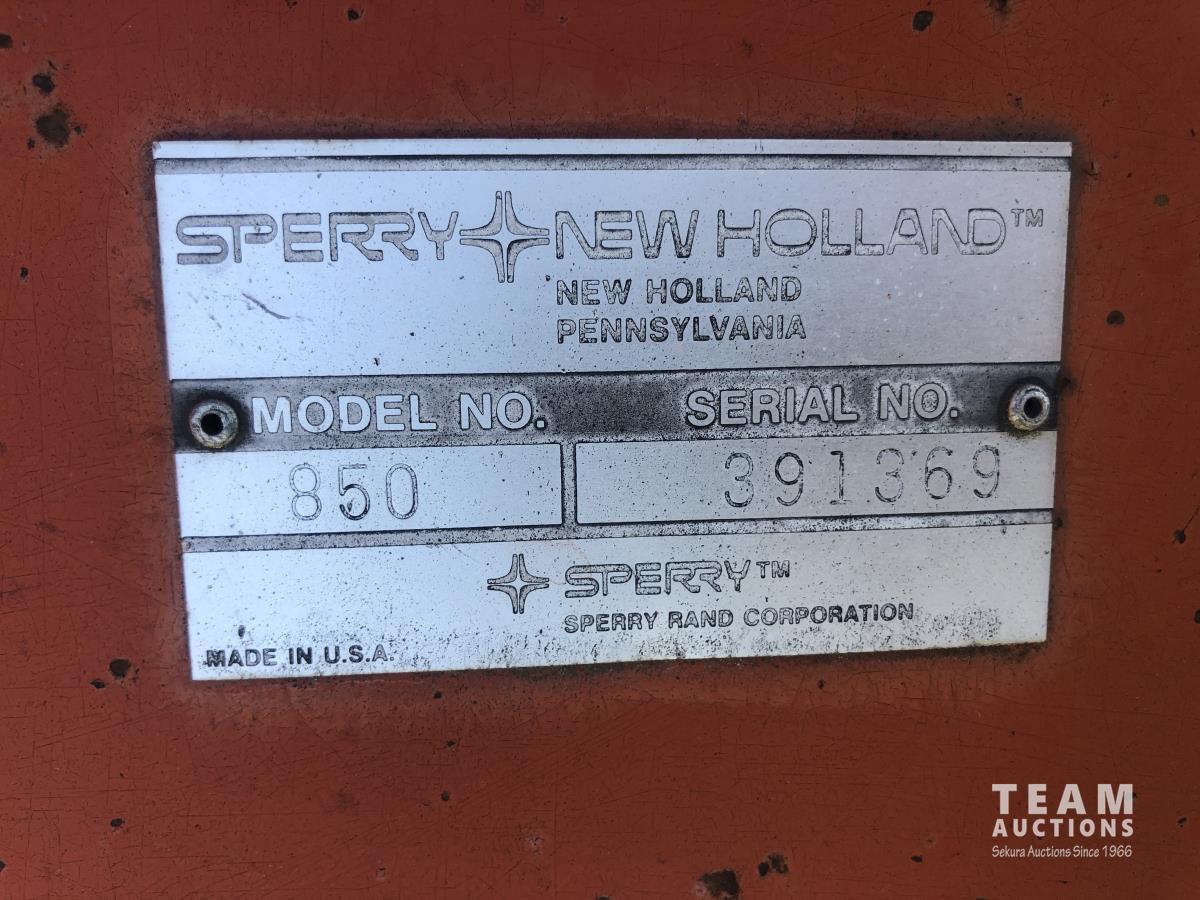 SPERRY NEW HOLLAND™
NEW HOLLAND
PENNSYLVANIA
MODEL NO. SERIAL NO.
850 391369
SPERRY™
SPERRY RAND CORPORATION
MADE IN U.S.A.
TEAM
AUCTIONS
Sekura Auctions Since 1966